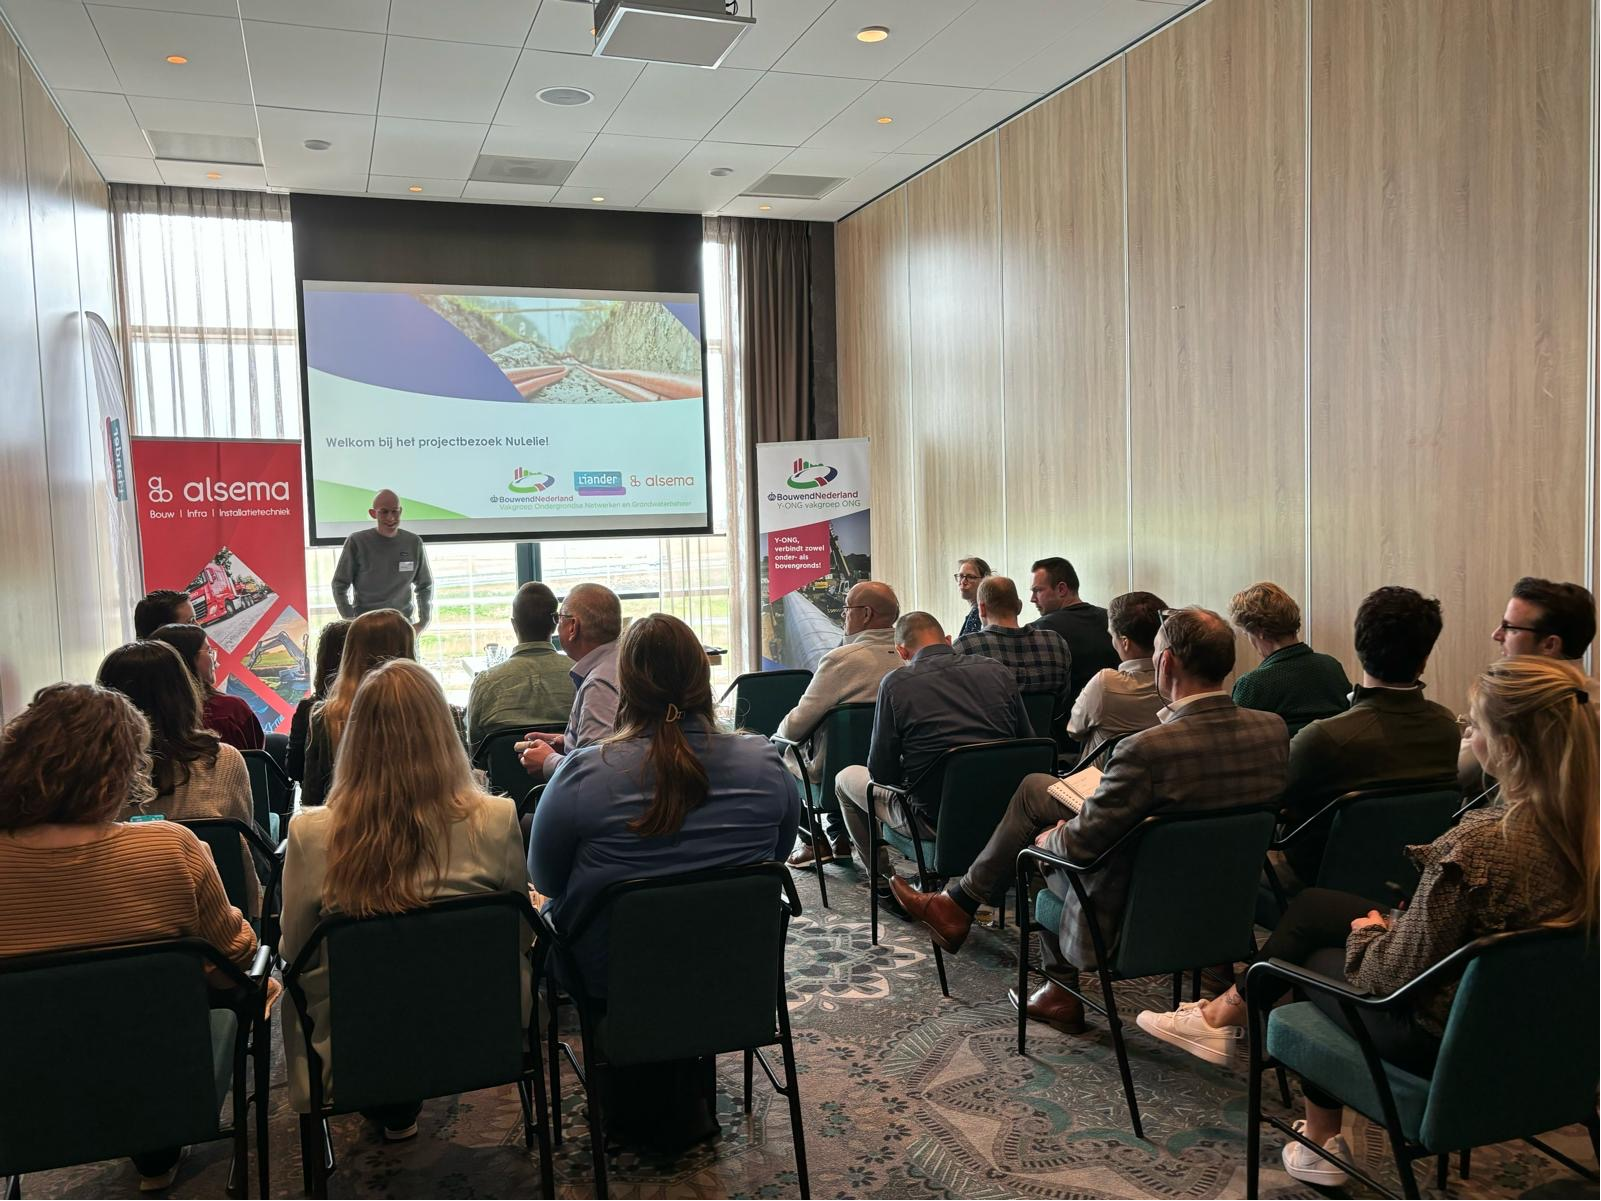 Welkom bij het projectbezoek NuLelie!
BouwendNederland
Vakgroep Ondergrondse Netwerken en Grondwaterbeheer
Liander
alsema
alsema
Bouw | Infra | Installatietechniek
BouwendNederland
Y-ONG vakgroep ONG
Y-ONG,
verbindt zowel
onder- als
bovengronds!